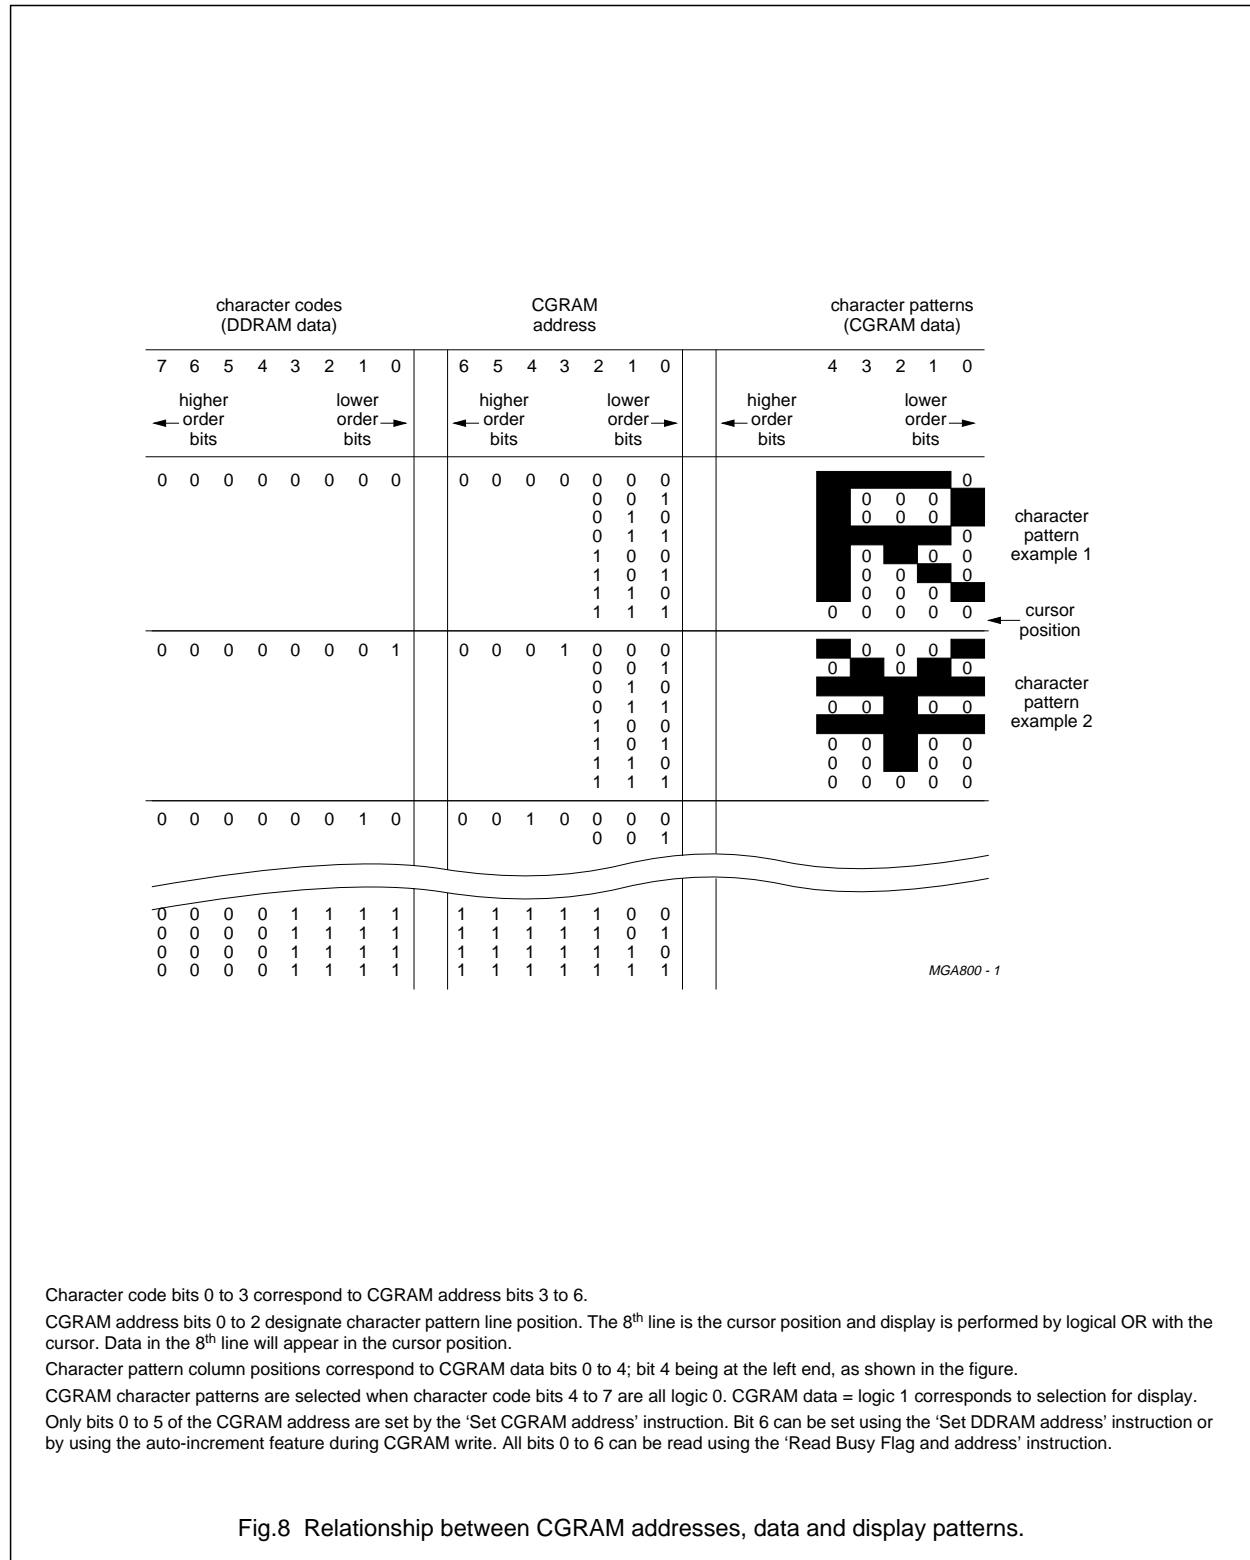 character codes
(DDRAM data)
CGRAM
address
character patterns
(CGRAM data)
7 6 5 4 3 2 1 0 6 5 4 3 2 1 0 4 3 2 1 0
higher order bits lower order bits higher order bits lower order bits higher order bits lower order bits
0 0 0 0 0 0 0 0 0 0 0 0 0 0 0 0
0 0 1 0 0 0
0 1 0 0 0 0
0 1 1 0
1 0 0 0 0 0
1 0 1 0 0 0
1 1 0 0 0 0
1 1 1 0 0 0 0 0
character
pattern
example 1
cursor
position
0 0 0 0 0 0 0 1 0 0 0 1 0 0 0 0 0 0
0 0 1 0 0 0
0 1 0
0 1 1 0 0 0 0
1 0 0
1 0 1 0 0 0 0
1 1 0 0 0 0 0
1 1 1 0 0 0 0 0
character
pattern
example 2
0 0 0 0 0 0 1 0 0 0 1 0 0 0 0
0 0 1
0 0 0 0 1 1 1 1 1 1 1 1 1 0 0
0 0 0 0 1 1 1 1 1 1 1 1 1 0 1
0 0 0 0 1 1 1 1 1 1 1 1 1 1 0
0 0 0 0 1 1 1 1 1 1 1 1 1 1 1
MGA800 - 1
Character code bits 0 to 3 correspond to CGRAM address bits 3 to 6.
CGRAM address bits 0 to 2 designate character pattern line position. The 8th line is the cursor position and display is performed by logical OR with the
cursor. Data in the 8th line will appear in the cursor position.
Character pattern column positions correspond to CGRAM data bits 0 to 4; bit 4 being at the left end, as shown in the figure.
CGRAM character patterns are selected when character code bits 4 to 7 are all logic 0. CGRAM data = logic 1 corresponds to selection for display.
Only bits 0 to 5 of the CGRAM address are set by the ‘Set CGRAM address’ instruction. Bit 6 can be set using the ‘Set DDRAM address’ instruction or
by using the auto-increment feature during CGRAM write. All bits 0 to 6 can be read using the ‘Read Busy Flag and address’ instruction.
Fig.8 Relationship between CGRAM addresses, data and display patterns.